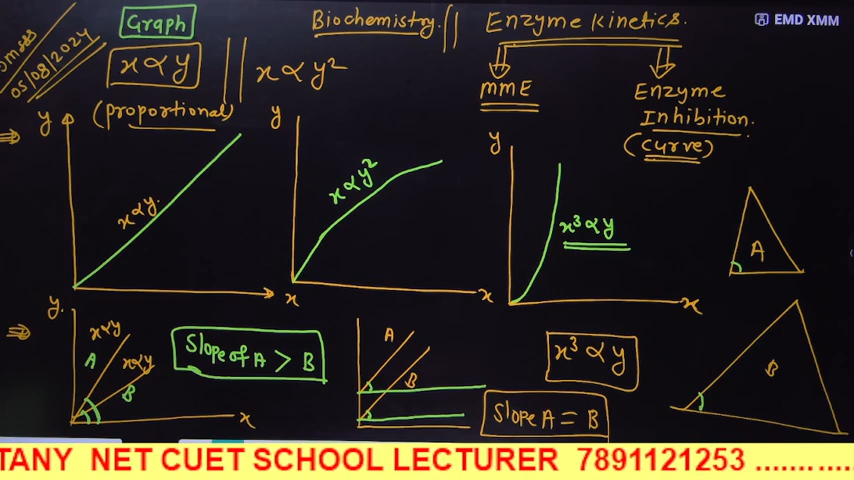 Graph
Biochemistry. || Enzyme kinetics.
EMD XMM
05/08/2024
x∝y || x∝y²
MME
Enzyme
Inhibition.
(curve)
(proportional)
y
y
y
x∝y.
x∝y²
x³∝y
A
x
x
x
y.
x∝y
A
x∝y
B
x
Slope of A > B
A
B
x³∝y
B
Slope A = B
TANY NET CUET SCHOOL LECTURER 7891121253 ...........